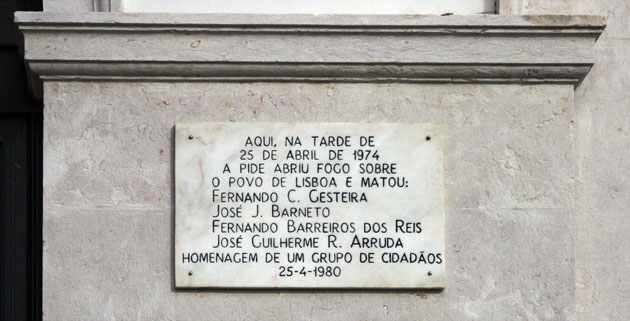 AQUI, NA TARDE DE
25 DE ABRIL DE 1974
A PIDE ABRIU FOGO SOBRE
O POVO DE LISBOA E MATOU:
FERNANDO C. GESTEIRA
JOSÉ J. BARNETO
FERNANDO BARREIROS DOS REIS
JOSÉ GUILHERME R. ARRUDA
HOMENAGEM DE UM GRUPO DE CIDADÃOS
25-4-1980